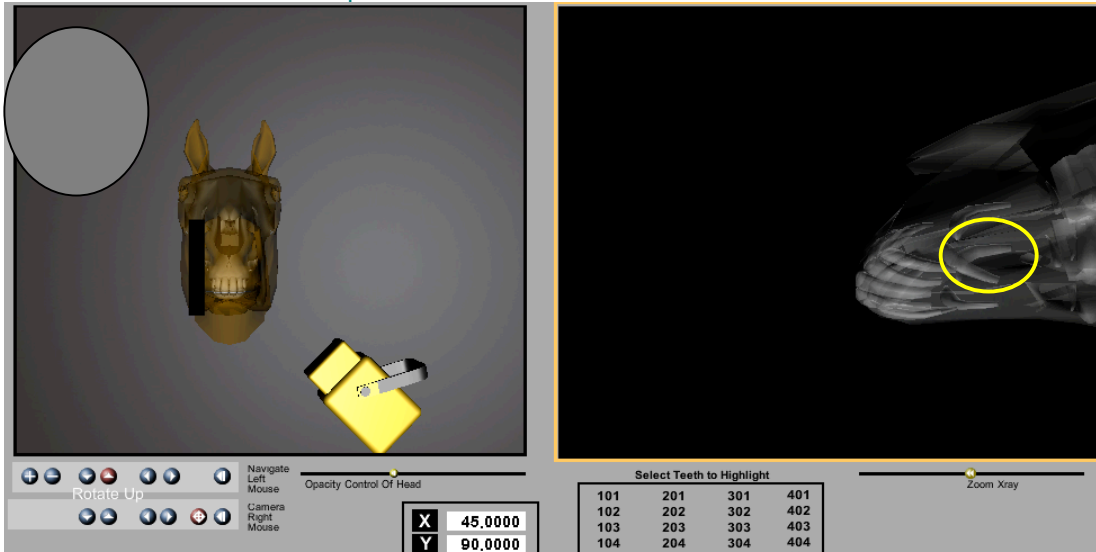 Navigate
Left
Mouse
Rotate Up
Camera
Right
Mouse
Opacity Control Of Head
X 45,0000
Y 90,0000
Select Teeth to Highlight
101 201 301 401
102 202 302 402
103 203 303 403
104 204 304 404
Zoom Xray